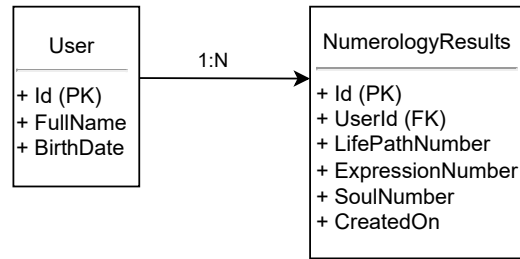 User
+ Id (PK)
+ FullName
+ BirthDate
1:N
NumerologyResults
+ Id (PK)
+ UserId (FK)
+ LifePathNumber
+ ExpressionNumber
+ SoulNumber
+ CreatedOn